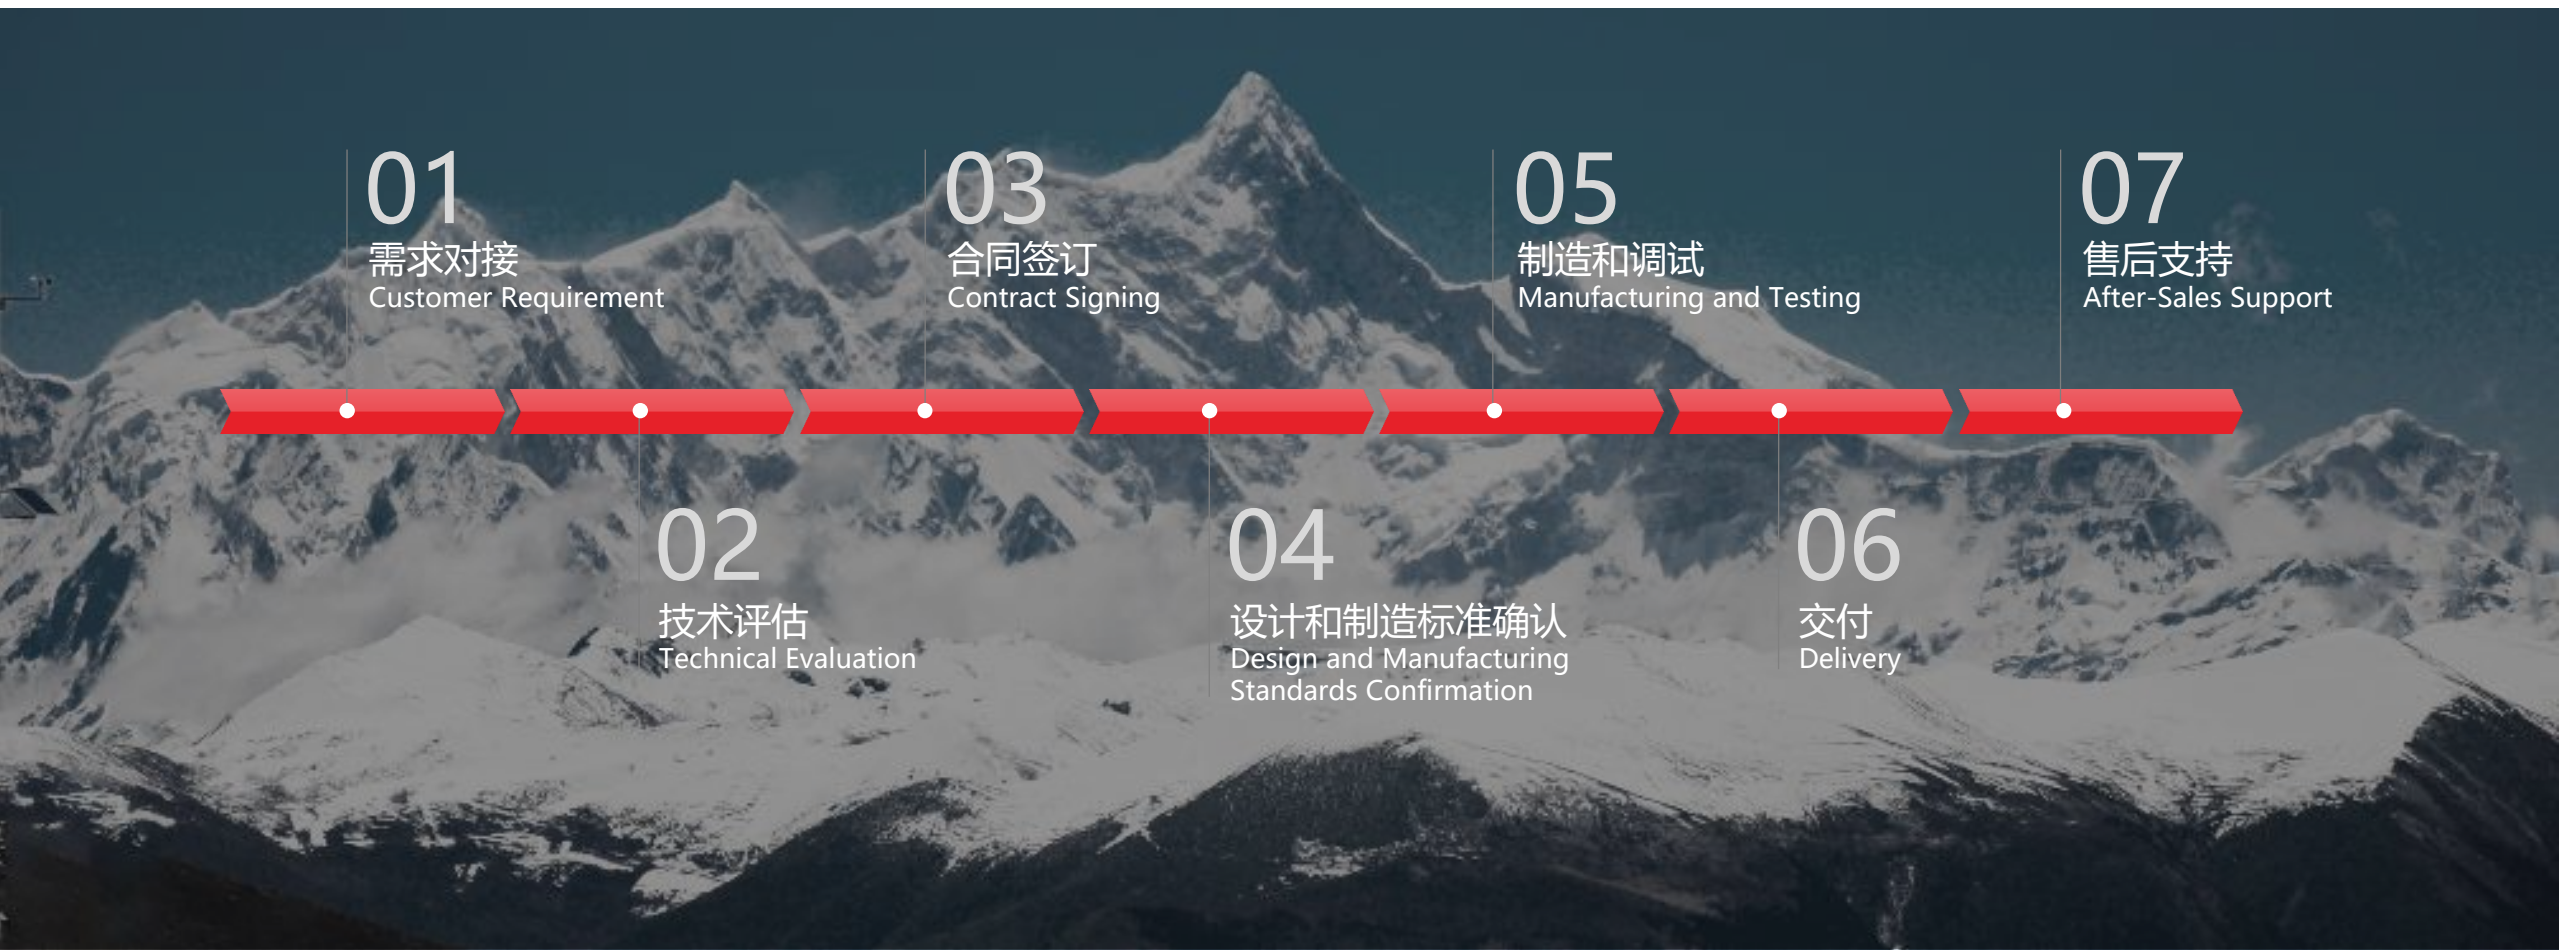 01
需求对接
Customer Requirement
02
技术评估
Technical Evaluation
03
合同签订
Contract Signing
04
设计和制造标准确认
Design and Manufacturing
Standards Confirmation
05
制造和调试
Manufacturing and Testing
06
交付
Delivery
07
售后支持
After-Sales Support